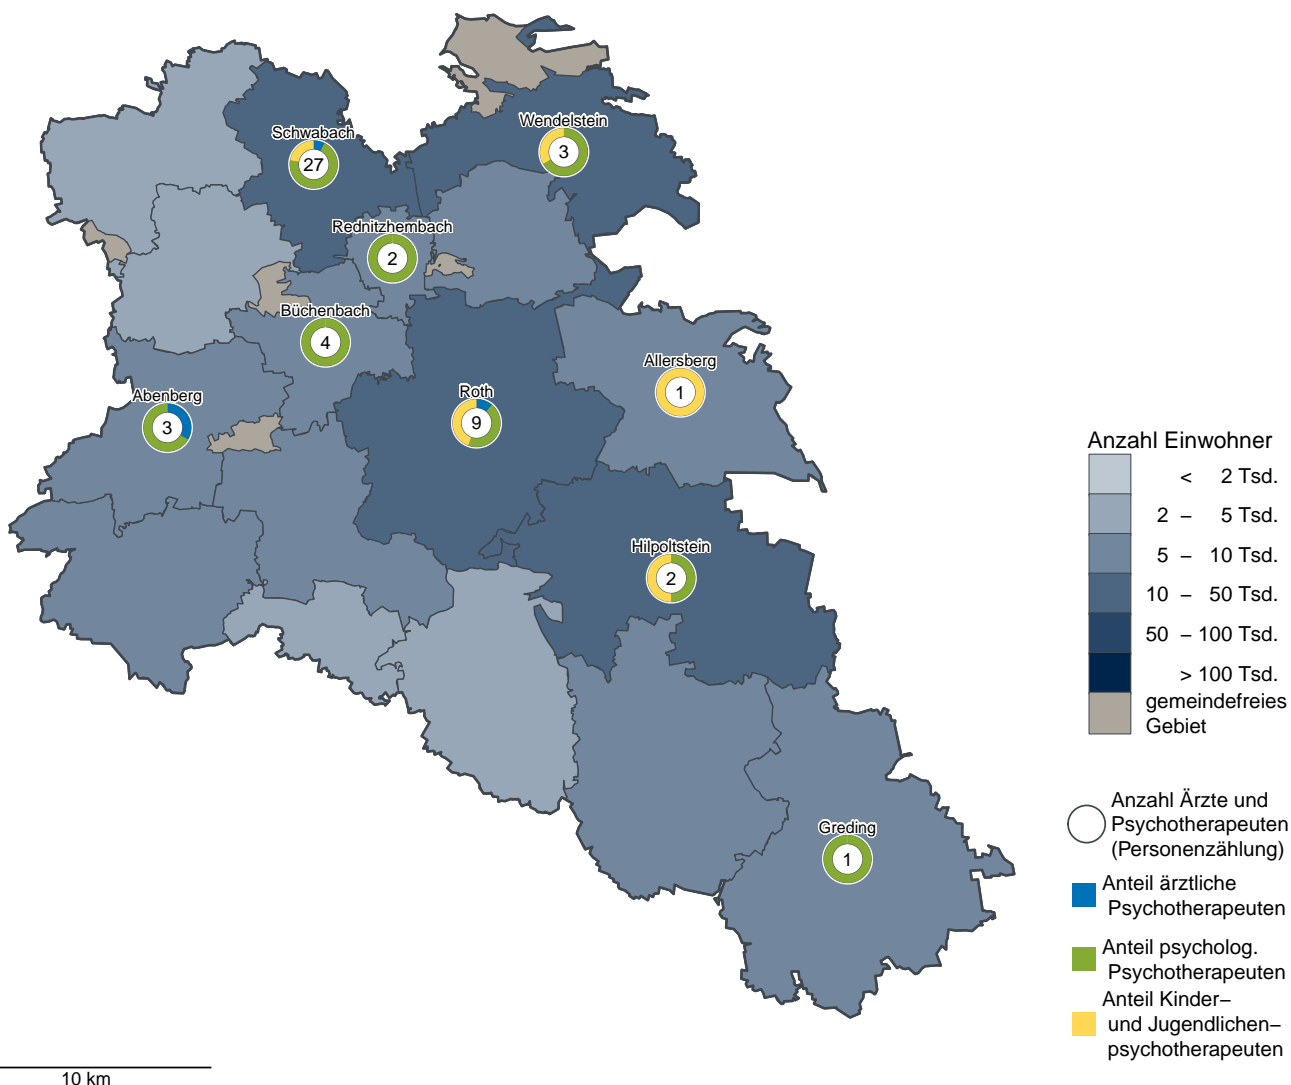 Schwabach
27
Wendelstein
3
Rednitzhembach
2
Büchenbach
4
Allersberg
1
Abenberg
3
Roth
9
Hilpoltstein
2
Greding
1
Anzahl Einwohner
< 2 Tsd.
2 – 5 Tsd.
5 – 10 Tsd.
10 – 50 Tsd.
50 – 100 Tsd.
> 100 Tsd.
gemeindefreies
Gebiet
Anzahl Ärzte und
Psychotherapeuten
(Personenzählung)
Anteil ärztliche
Psychotherapeuten
Anteil psycholog.
Psychotherapeuten
Anteil Kinder–
und Jugendlichen–
psychotherapeuten
10 km